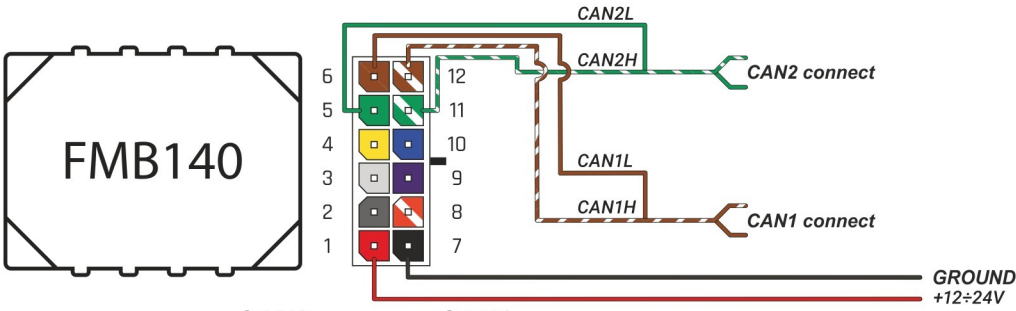 CAN2L
CAN2H
CAN2 connect
FMB140
6 12
5 11
4 10
3 9
2 8
1 7
CAN1L
CAN1H
CAN1 connect
GROUND
+12÷24V